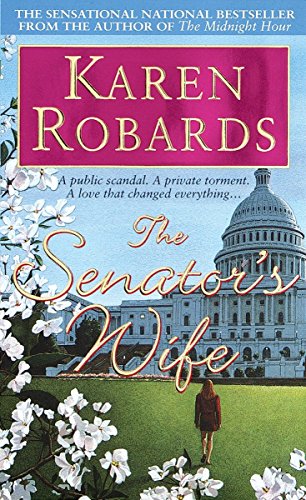 THE SENSATIONAL NATIONAL BESTSELLER
FROM THE AUTHOR OF The Midnight Hour
KAREN
ROBARDS
A public scandal. A private torment.
A love that changed everything...
The
Senator's
Wife